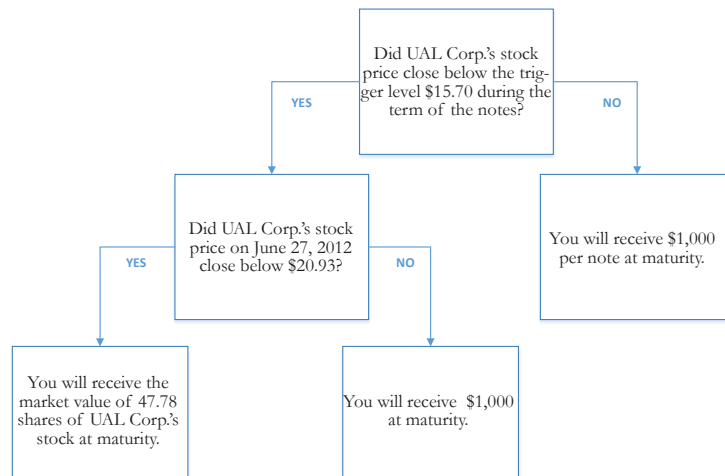 Did UAL Corp.'s stock
price close below the trig-
ger level $15.70 during the
term of the notes?
YES
NO
Did UAL Corp.'s stock
price on June 27, 2012
close below $20.93?
You will receive $1,000
per note at maturity.
YES
NO
You will receive the
market value of 47.78
shares of UAL Corp.'s
stock at maturity.
You will receive $1,000
at maturity.